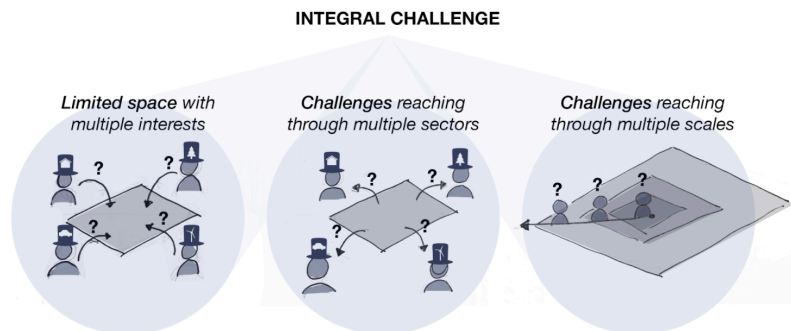 INTEGRAL CHALLENGE
Limited space with
multiple interests
Challenges reaching
through multiple sectors
Challenges reaching
through multiple scales
? ?
? ?
? ?
? ?
? ? ?